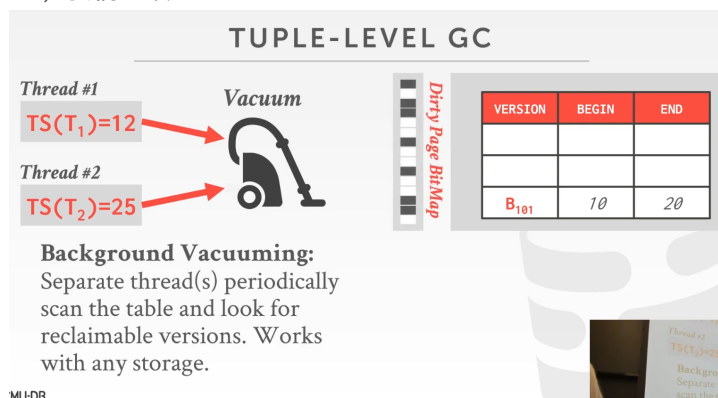 TUPLE-LEVEL GC
Thread #1
TS(T₁)=12
Vacuum
Thread #2
TS(T₂)=25
Dirty Page BitMap
VERSION BEGIN END
B₁₀₁ 10 20
Background Vacuuming:
Separate thread(s) periodically
scan the table and look for
reclaimable versions. Works
with any storage.
Thread #2